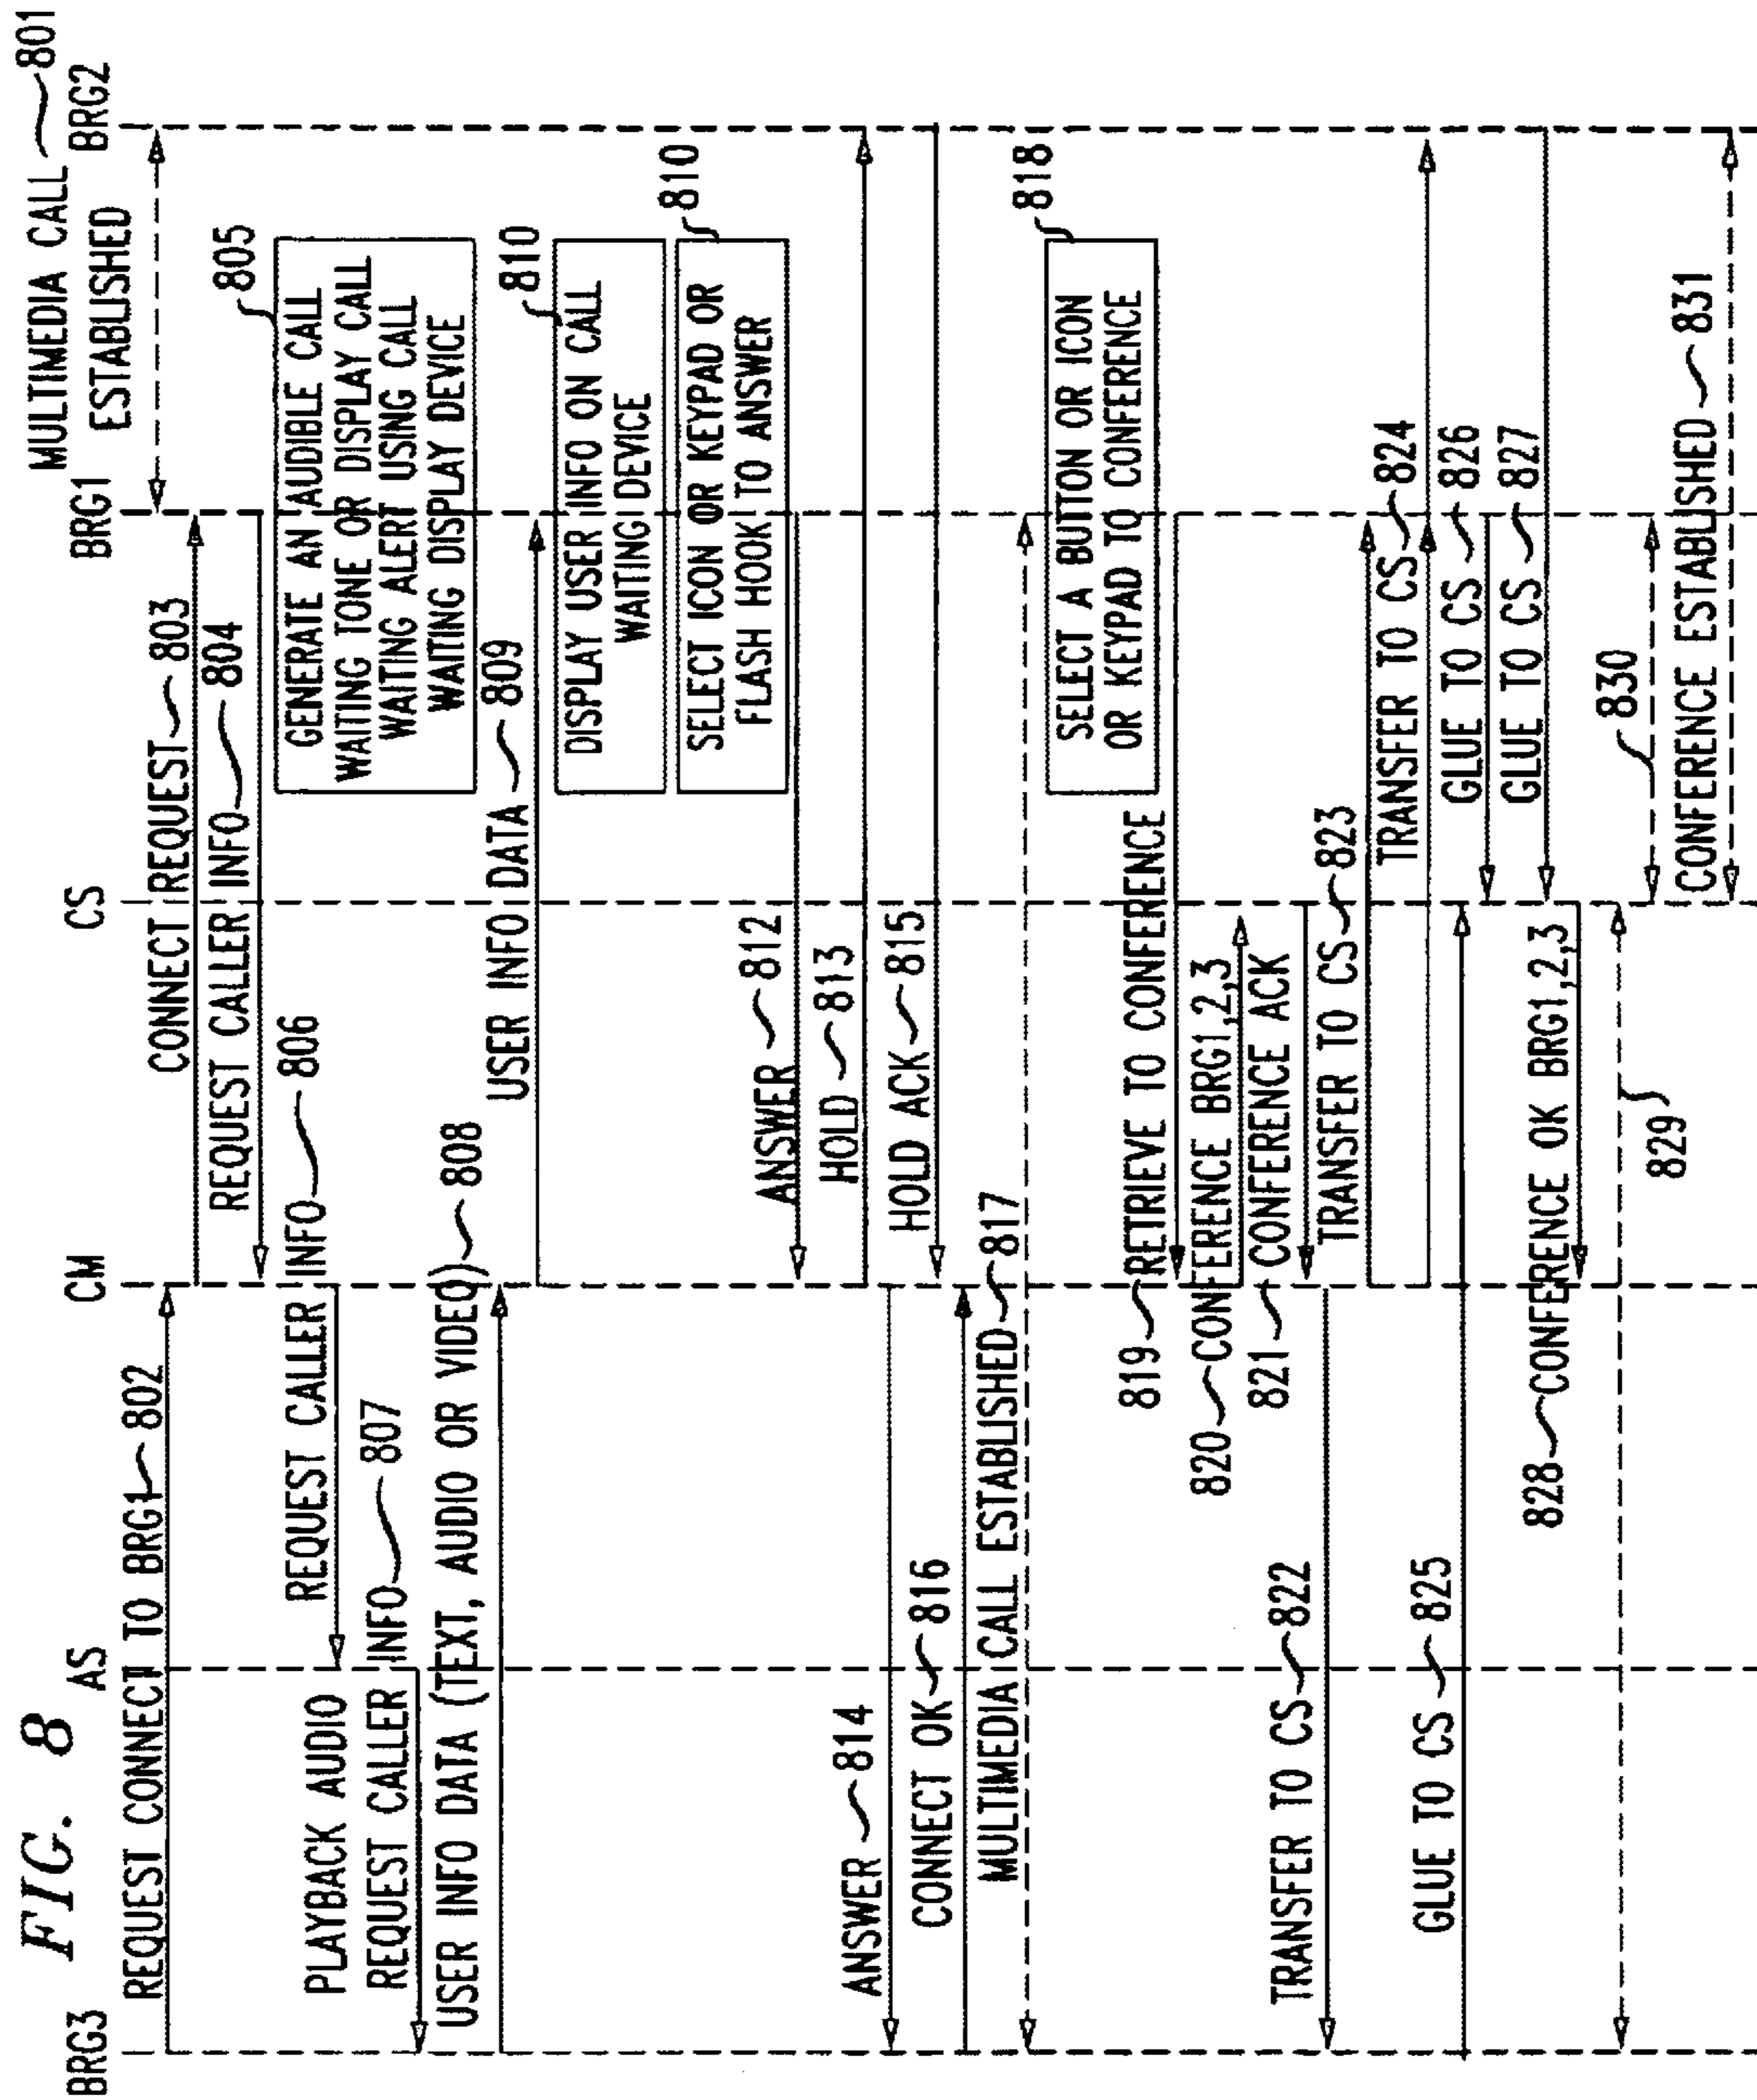 FIG. 8
BRG3
AS
CM
CS
BRG1
BRG2
MULTIMEDIA CALL 801
ESTABLISHED
REQUEST CONNECT TO BRG1 802
CONNECT REQUEST 803
REQUEST CALLER INFO 804
805
GENERATE AN AUDIBLE CALL
WAITING TONE OR DISPLAY CALL
WAITING ALERT USING CALL
WAITING DISPLAY DEVICE
REQUEST CALLER INFO 806
PLAYBACK AUDIO
REQUEST CALLER INFO 807
USER INFO DATA (TEXT, AUDIO OR VIDEO) 808
USER INFO DATA 809
810
DISPLAY USER INFO ON CALL
WAITING DEVICE
810
SELECT ICON OR KEYPAD OR
FLASH HOOK TO ANSWER
ANSWER 812
HOLD 813
ANSWER 814
HOLD ACK 815
CONNECT OK 816
MULTIMEDIA CALL ESTABLISHED 817
818
SELECT A BUTTON OR ICON
OR KEYPAD TO CONFERENCE
819 RETRIEVE TO CONFERENCE
820 CONFERENCE BRG1,2,3
821 CONFERENCE ACK
TRANSFER TO CS 822
TRANSFER TO CS 823
TRANSFER TO CS 824
GLUE TO CS 825
GLUE TO CS 826
GLUE TO CS 827
828 CONFERENCE OK BRG1,2,3
829
830
CONFERENCE ESTABLISHED 831